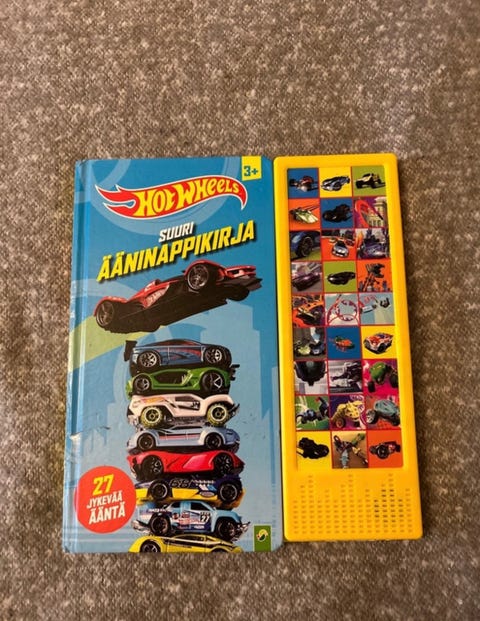 3+
HOT WHEELS
SUURI
ÄÄNINAPPIKIRJA
27
JYKEVÄÄ
ÄÄNTÄ